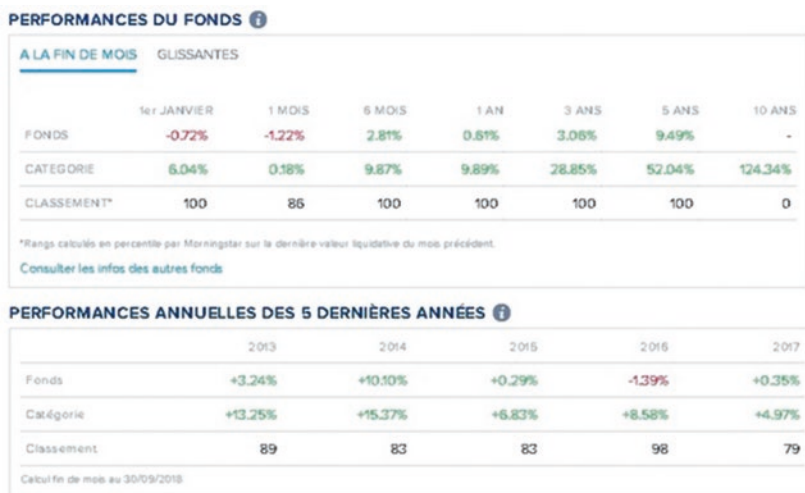 PERFORMANCES DU FONDS i
A LA FIN DE MOIS GLISSANTES
1er JANVIER 1 MOIS 6 MOIS 1 AN 3 ANS 5 ANS 10 ANS
FONDS -0.72% -1.22% 2.81% 0.61% 3.06% 9.49% -
CATEGORIE 6.04% 0.18% 9.87% 9.89% 28.85% 52.04% 124.34%
CLASSEMENT* 100 86 100 100 100 100 0
*Rangs calculés en percentile par Morningstar sur la dernière valeur liquidative du mois précédent.
Consulter les infos des autres fonds
PERFORMANCES ANNUELLES DES 5 DERNIÈRES ANNÉES i
2013 2014 2015 2016 2017
Fonds +3.24% +10.10% +0.29% -1.39% +0.35%
Catégorie +13.25% +15.37% +6.83% +8.58% +4.97%
Classement 89 83 83 98 79
Calcul fin de mois au 30/09/2018